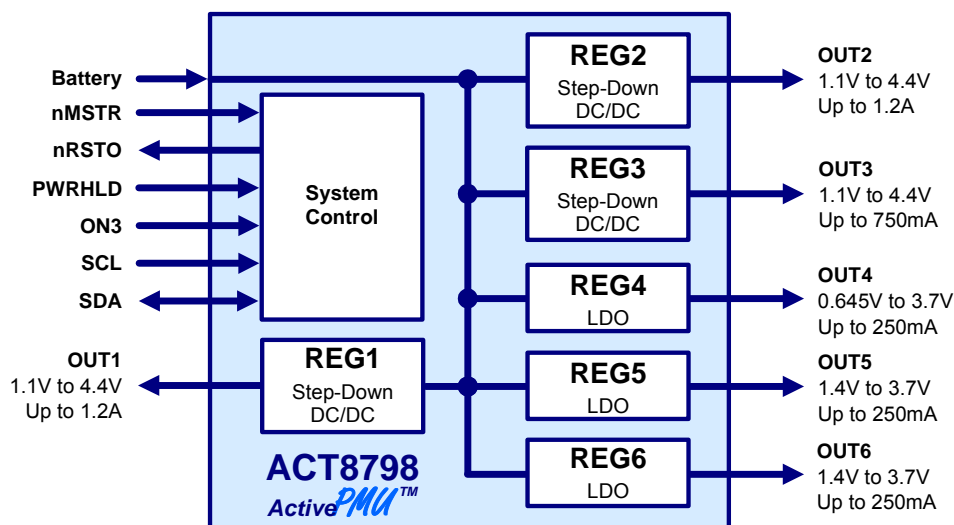 Battery
nMSTR
nRSTO
PWRHLD
ON3
SCL
SDA
OUT1
1.1V to 4.4V
Up to 1.2A
System
Control
REG1
Step-Down
DC/DC
ACT8798
ActivePMU™
REG2
Step-Down
DC/DC
REG3
Step-Down
DC/DC
REG4
LDO
REG5
LDO
REG6
LDO
OUT2
1.1V to 4.4V
Up to 1.2A
OUT3
1.1V to 4.4V
Up to 750mA
OUT4
0.645V to 3.7V
Up to 250mA
OUT5
1.4V to 3.7V
Up to 250mA
OUT6
1.4V to 3.7V
Up to 250mA